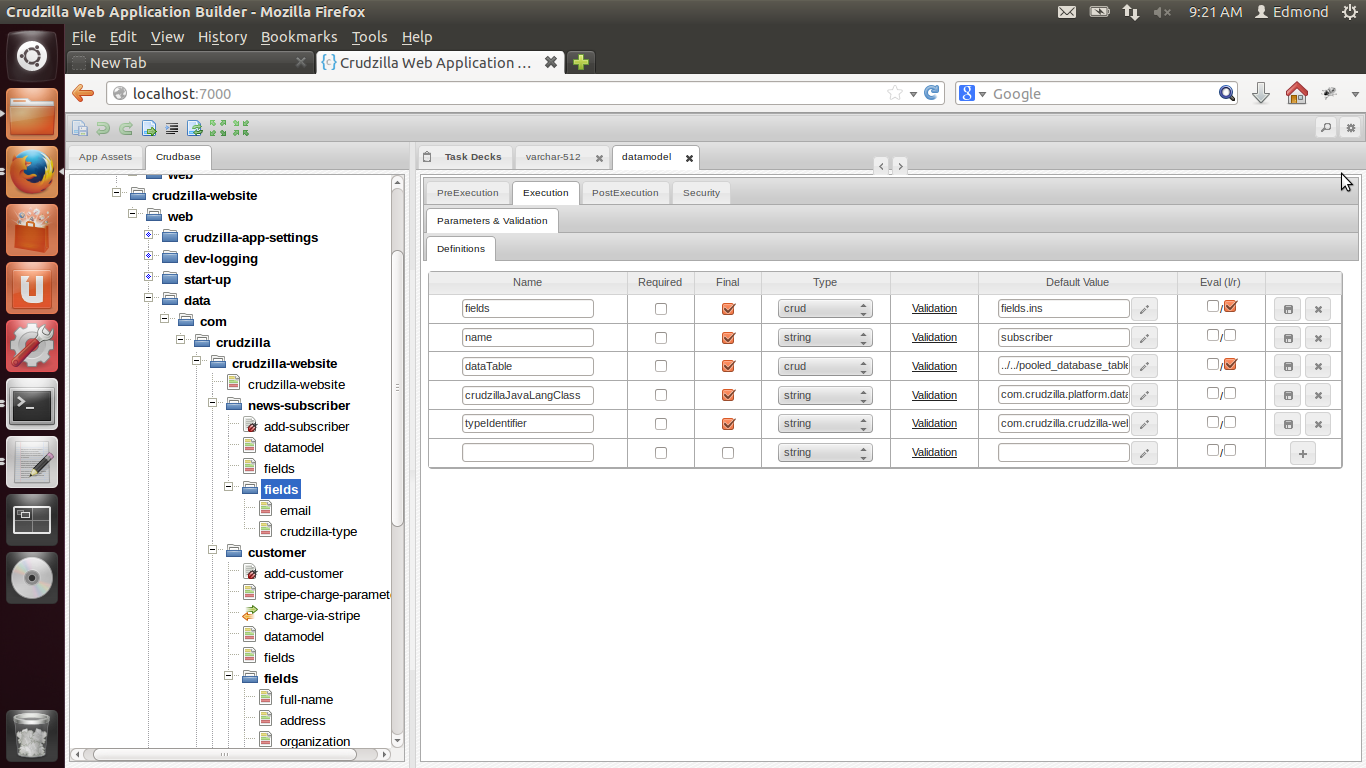 Crudzilla Web Application Builder - Mozilla Firefox
9:21 AM Edmond
File Edit View History Bookmarks Tools Help
New Tab
{c} Crudzilla Web Application ...
localhost:7000
Google
App Assets Crudbase
Task Decks varchar-512 datamodel
web
crudzilla-website
web
crudzilla-app-settings
dev-logging
start-up
data
com
crudzilla
crudzilla-website
crudzilla-website
news-subscriber
add-subscriber
datamodel
fields
fields
email
crudzilla-type
customer
add-customer
stripe-charge-paramet
charge-via-stripe
datamodel
fields
fields
full-name
address
organization
PreExecution Execution PostExecution Security
Parameters & Validation
Definitions
Name Required Final Type Default Value Eval (l/r)
fields crud Validation fields.ins /
name string Validation subscriber /
dataTable crud Validation ../../pooled_database_table /
crudzillaJavaLangClass string Validation com.crudzilla.platform.data /
typeIdentifier string Validation com.crudzilla.crudzilla-wel /
string Validation /